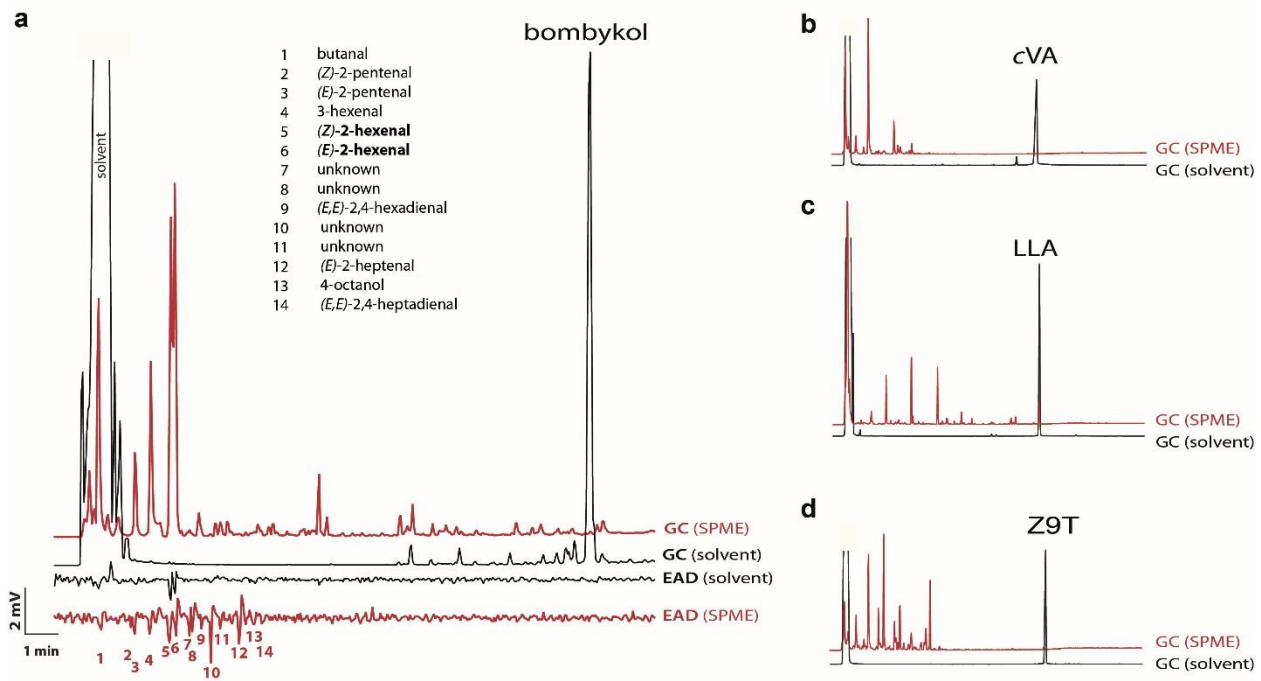 a
bombykol
solvent
1 butanal
2 (Z)-2-pentenal
3 (E)-2-pentenal
4 3-hexenal
5 (Z)-2-hexenal
6 (E)-2-hexenal
7 unknown
8 unknown
9 (E,E)-2,4-hexadienal
10 unknown
11 unknown
12 (E)-2-heptenal
13 4-octanol
14 (E,E)-2,4-heptadienal
GC (SPME)
GC (solvent)
EAD (solvent)
EAD (SPME)
2 mV
1 min
1
2
3
4
5
6
7
8
9
10
11
12
13
14
b
cVA
GC (SPME)
GC (solvent)
c
LLA
GC (SPME)
GC (solvent)
d
Z9T
GC (SPME)
GC (solvent)